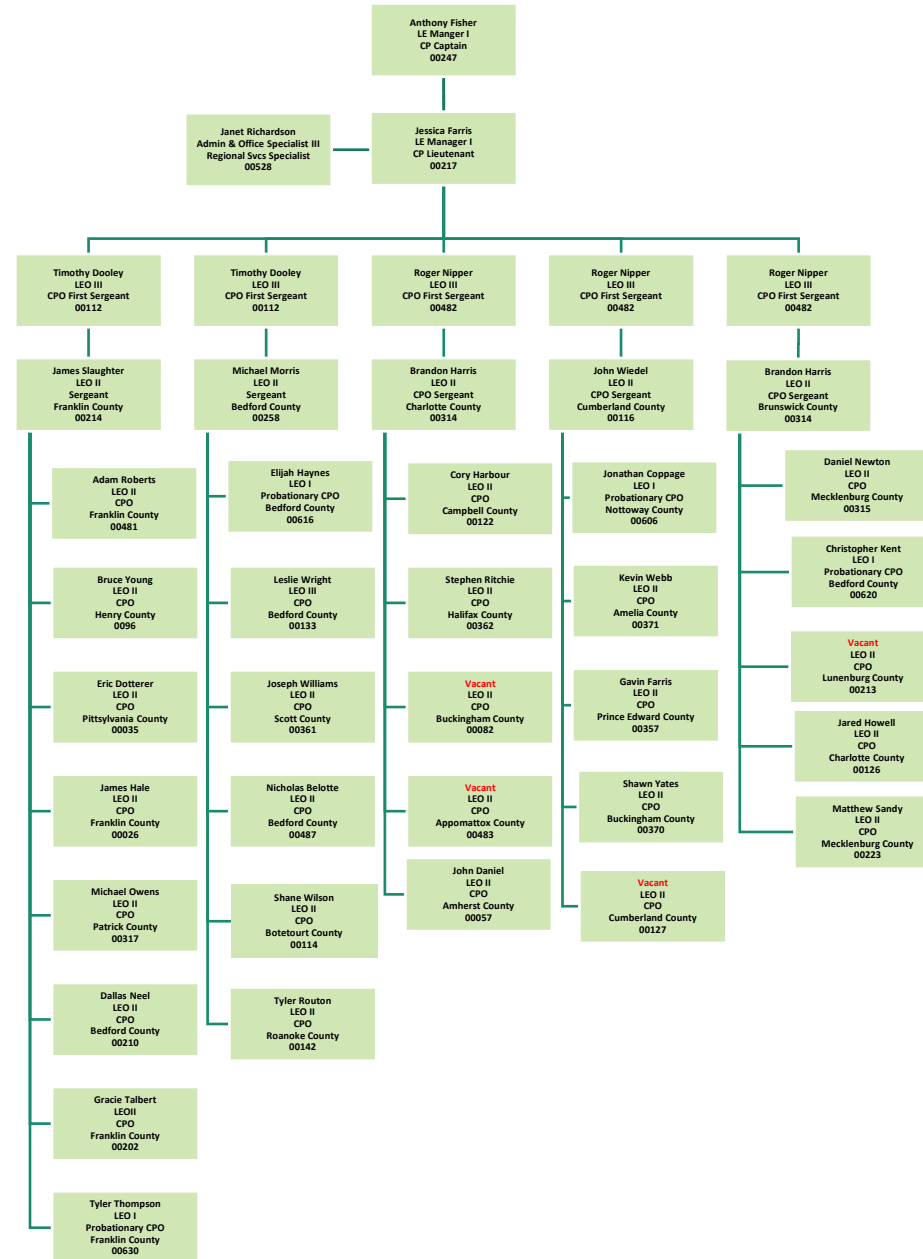 Anthony Fisher
LE Manger I
CP Captain
00247
Janet Richardson
Admin & Office Specialist III
Regional Svcs Specialist
00528
Jessica Farris
LE Manager I
CP Lieutenant
00217
Timothy Dooley
LEO III
CPO First Sergeant
00112
Timothy Dooley
LEO III
CPO First Sergeant
00112
Roger Nipper
LEO III
CPO First Sergeant
00482
Roger Nipper
LEO III
CPO First Sergeant
00482
Roger Nipper
LEO III
CPO First Sergeant
00482
James Slaughter
LEO II
Sergeant
Franklin County
00214
Michael Morris
LEO II
Sergeant
Bedford County
00258
Brandon Harris
LEO II
CPO Sergeant
Charlotte County
00314
John Wiedel
LEO II
CPO Sergeant
Cumberland County
00116
Brandon Harris
LEO II
CPO Sergeant
Brunswick County
00314
Adam Roberts
LEO II
CPO
Franklin County
00481
Bruce Young
LEO II
CPO
Henry County
0096
Eric Dotterer
LEO II
CPO
Pittsylvania County
00035
James Hale
LEO II
CPO
Franklin County
00026
Michael Owens
LEO II
CPO
Patrick County
00317
Dallas Neel
LEO II
CPO
Bedford County
00210
Gracie Talbert
LEOII
CPO
Franklin County
00202
Tyler Thompson
LEO I
Probationary CPO
Franklin County
00630
Elijah Haynes
LEO I
Probationary CPO
Bedford County
00616
Leslie Wright
LEO III
CPO
Bedford County
00133
Joseph Williams
LEO II
CPO
Scott County
00361
Nicholas Belotte
LEO II
CPO
Bedford County
00487
Shane Wilson
LEO II
CPO
Botetourt County
00114
Tyler Routon
LEO II
CPO
Roanoke County
00142
Cory Harbour
LEO II
CPO
Campbell County
00122
Stephen Ritchie
LEO II
CPO
Halifax County
00362
Vacant
LEO II
CPO
Buckingham County
00082
Vacant
LEO II
CPO
Appomattox County
00483
John Daniel
LEO II
CPO
Amherst County
00057
Jonathan Coppage
LEO I
Probationary CPO
Nottoway County
00606
Kevin Webb
LEO II
CPO
Amelia County
00371
Gavin Farris
LEO II
CPO
Prince Edward County
00357
Shawn Yates
LEO II
CPO
Buckingham County
00370
Vacant
LEO II
CPO
Cumberland County
00127
Daniel Newton
LEO II
CPO
Mecklenburg County
00315
Christopher Kent
LEO I
Probationary CPO
Bedford County
00620
Vacant
LEO II
CPO
Lunenburg County
00213
Jared Howell
LEO II
CPO
Charlotte County
00126
Matthew Sandy
LEO II
CPO
Mecklenburg County
00223